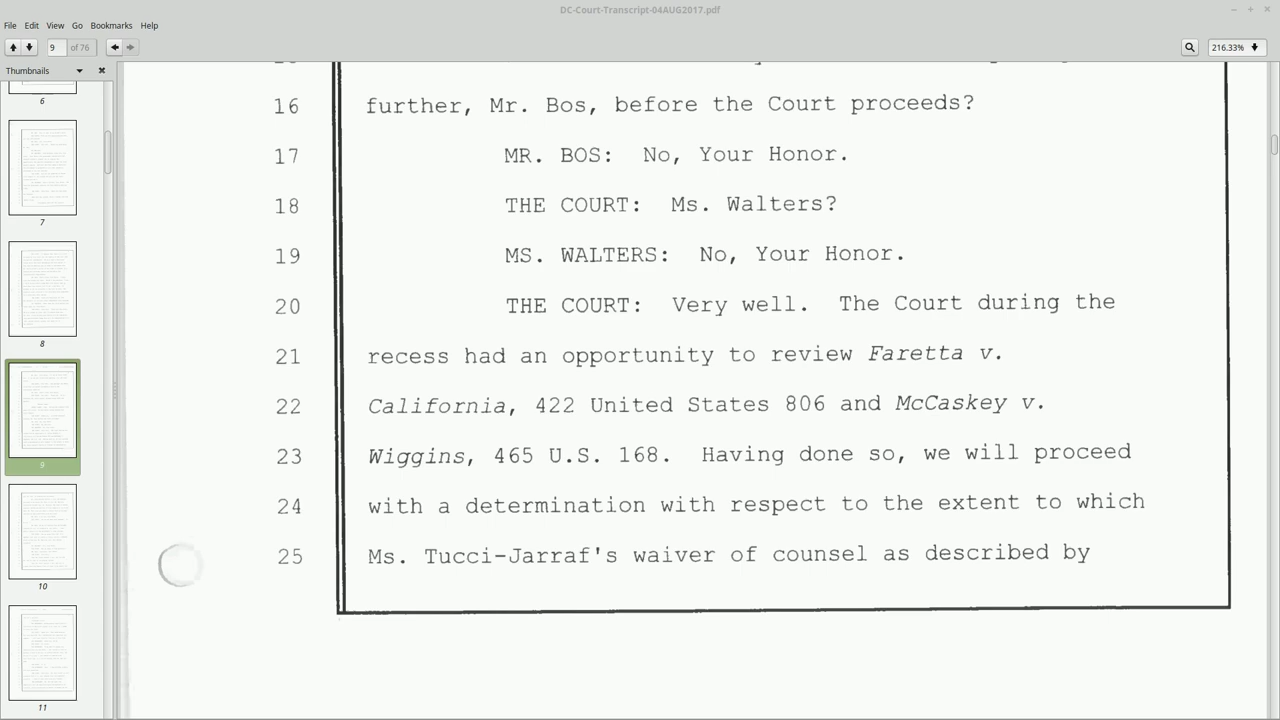 DC-Court-Transcript-04AUG2017.pdf
File Edit View Go Bookmarks Help
9 of 76
216.33%
Thumbnails
6
7
8
9
10
11
16 further, Mr. Bos, before the Court proceeds?
17 MR. BOS: No, Your Honor.
18 THE COURT: Ms. Walters?
19 MS. WALTERS: No, Your Honor.
20 THE COURT: Very well. The Court during the
21 recess had an opportunity to review Faretta v.
22 California, 422 United States 806 and McCaskey v.
23 Wiggins, 465 U.S. 168. Having done so, we will proceed
24 with a determination with respect to the extent to which
25 Ms. Tucci-Jarraf's waiver of counsel as described by